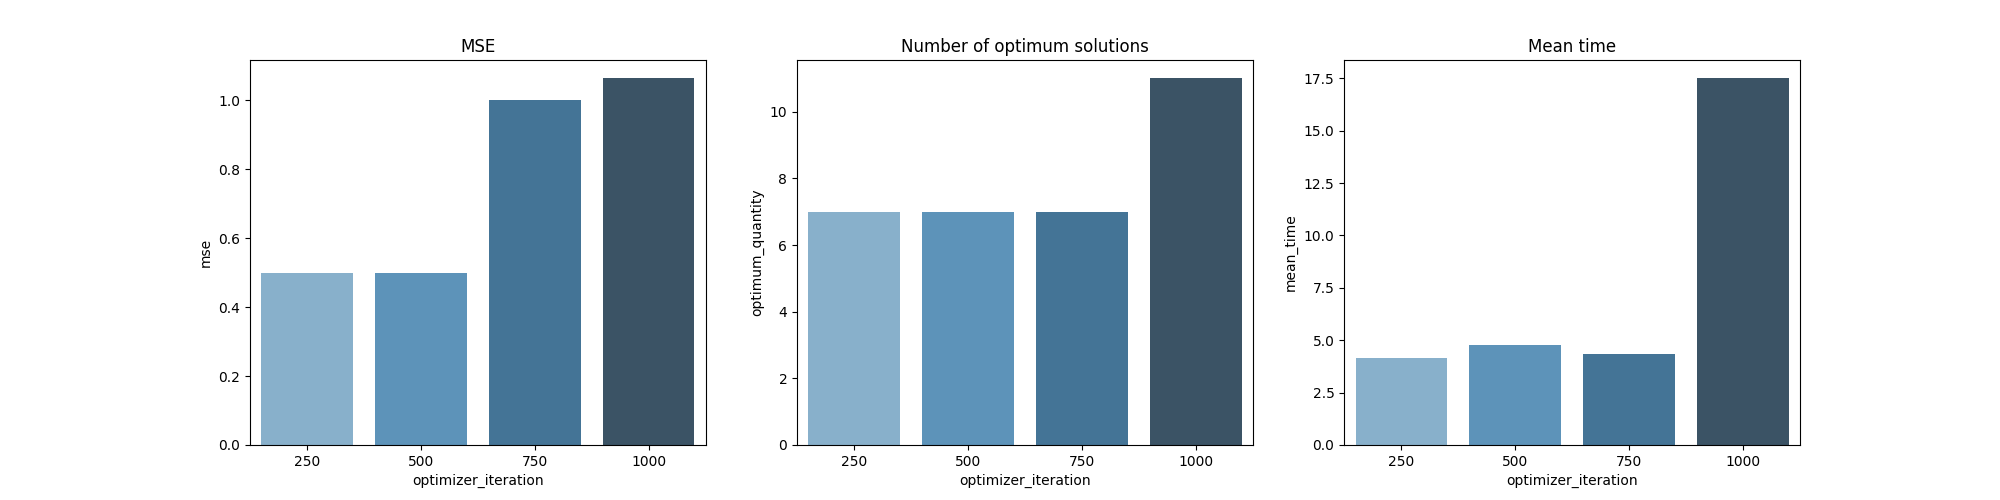 MSE
mse
1.0
0.8
0.6
0.4
0.2
0.0
250 500 750 1000
optimizer_iteration
Number of optimum solutions
optimum_quantity
10
8
6
4
2
0
250 500 750 1000
optimizer_iteration
Mean time
mean_time
17.5
15.0
12.5
10.0
7.5
5.0
2.5
0.0
250 500 750 1000
optimizer_iteration